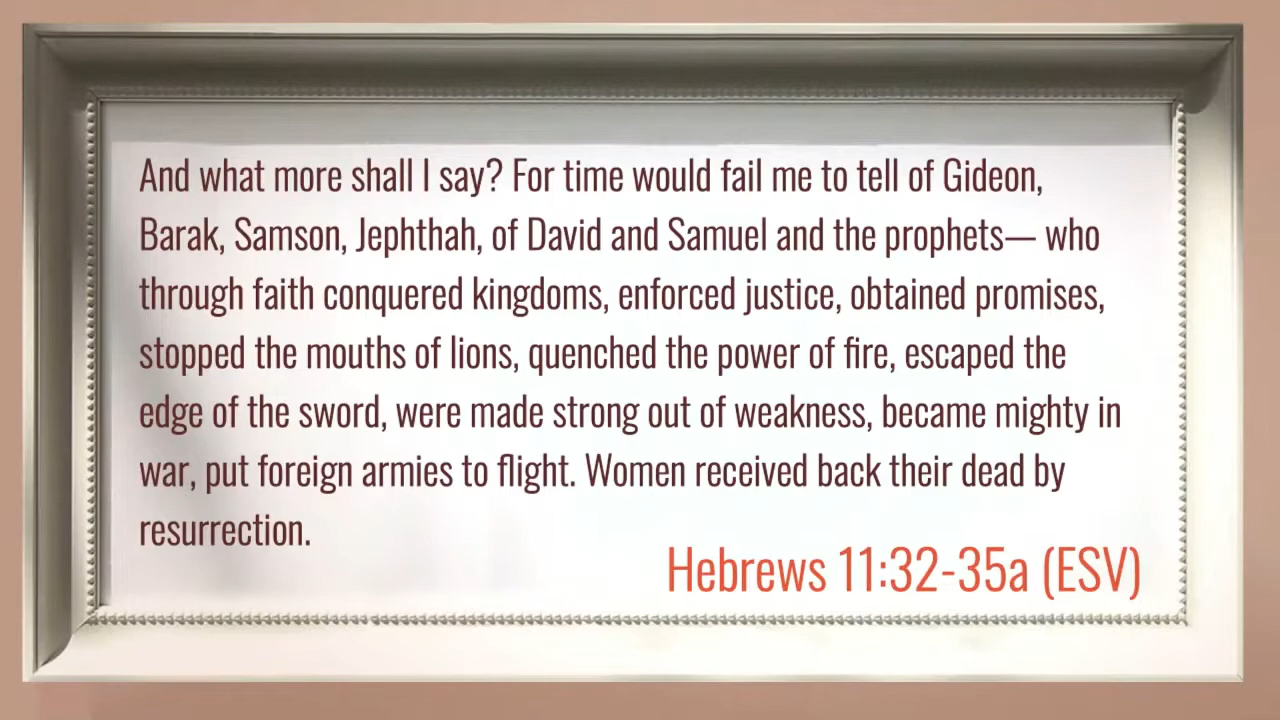 And what more shall I say? For time would fail me to tell of Gideon,
Barak, Samson, Jephthah, of David and Samuel and the prophets— who
through faith conquered kingdoms, enforced justice, obtained promises,
stopped the mouths of lions, quenched the power of fire, escaped the
edge of the sword, were made strong out of weakness, became mighty in
war, put foreign armies to flight. Women received back their dead by
resurrection.
Hebrews 11:32-35a (ESV)